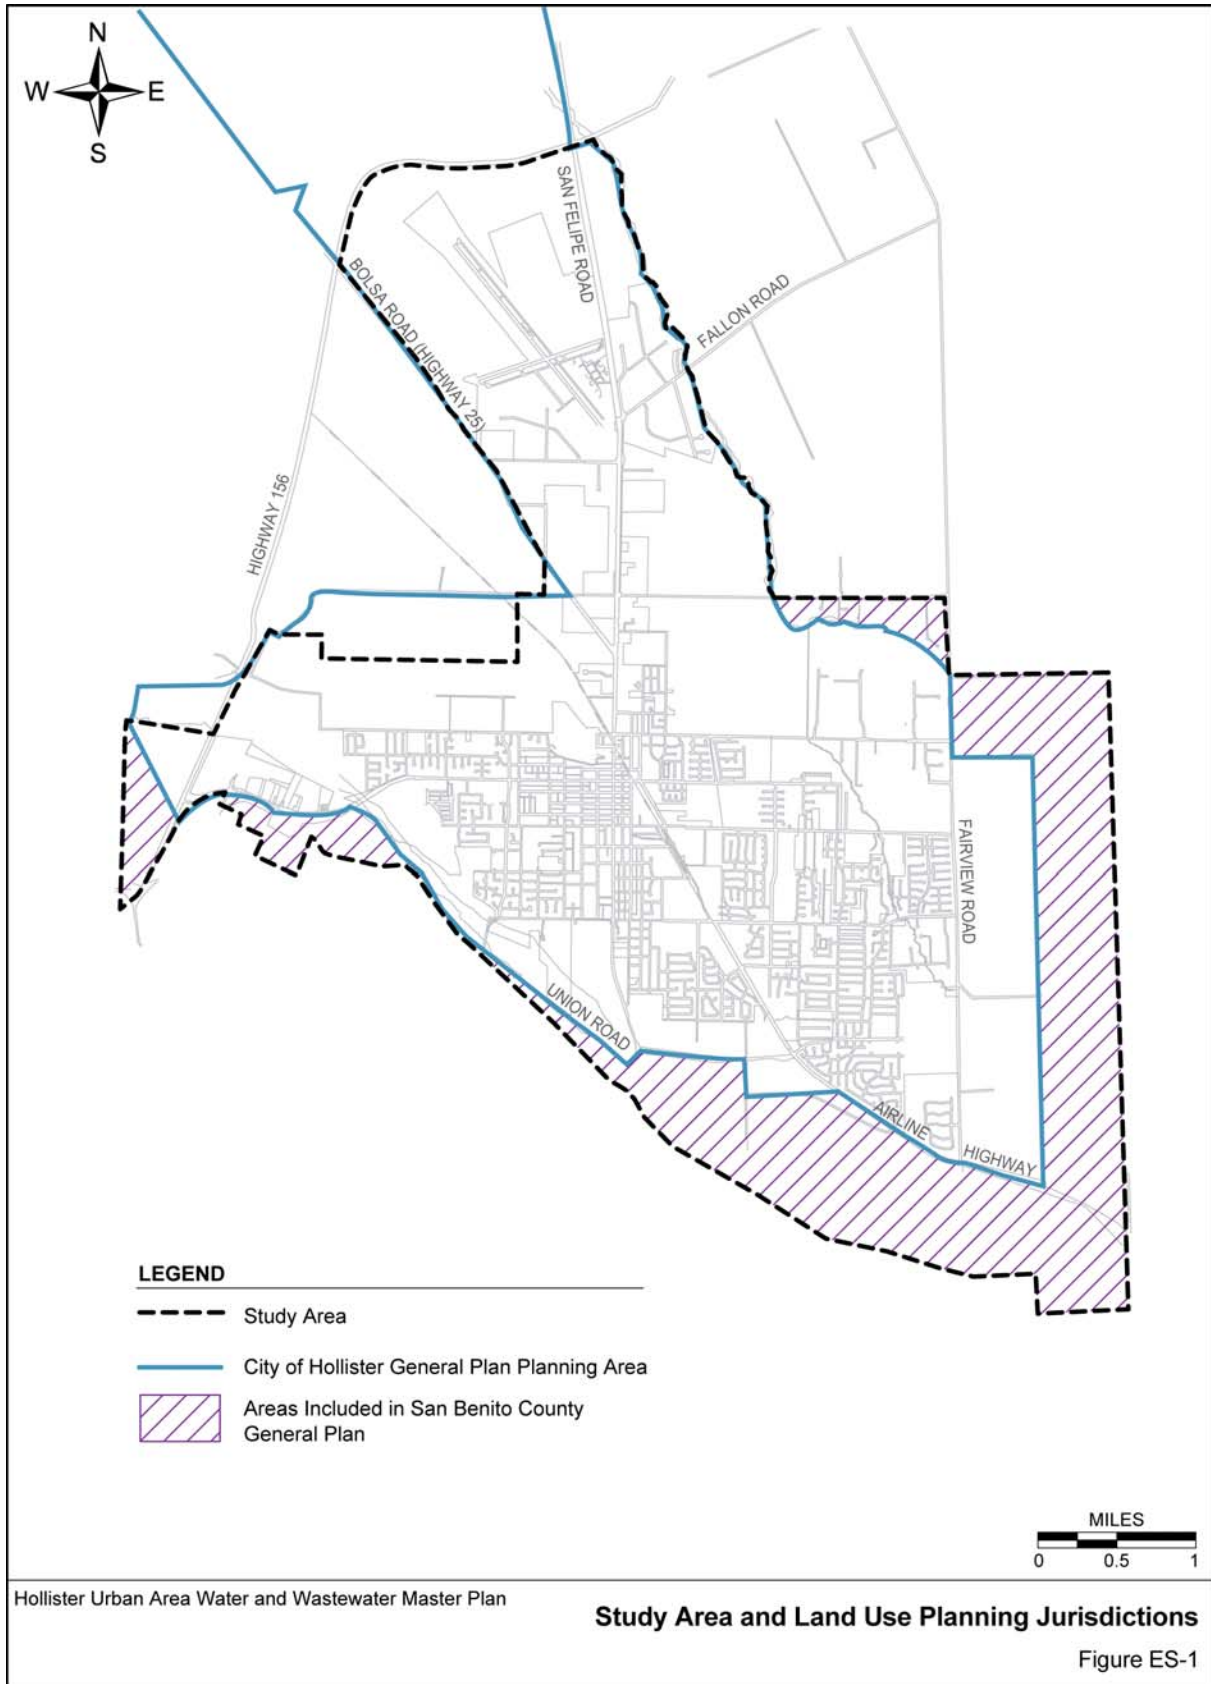 N
W E
S
SAN FELIPE ROAD
BOLSA ROAD (HIGHWAY 25)
FALLON ROAD
HIGHWAY 156
FAIRVIEW ROAD
UNION ROAD
AIRLINE HIGHWAY
LEGEND
Study Area
City of Hollister General Plan Planning Area
Areas Included in San Benito County
General Plan
MILES
0 0.5 1
Hollister Urban Area Water and Wastewater Master Plan
Study Area and Land Use Planning Jurisdictions
Figure ES-1